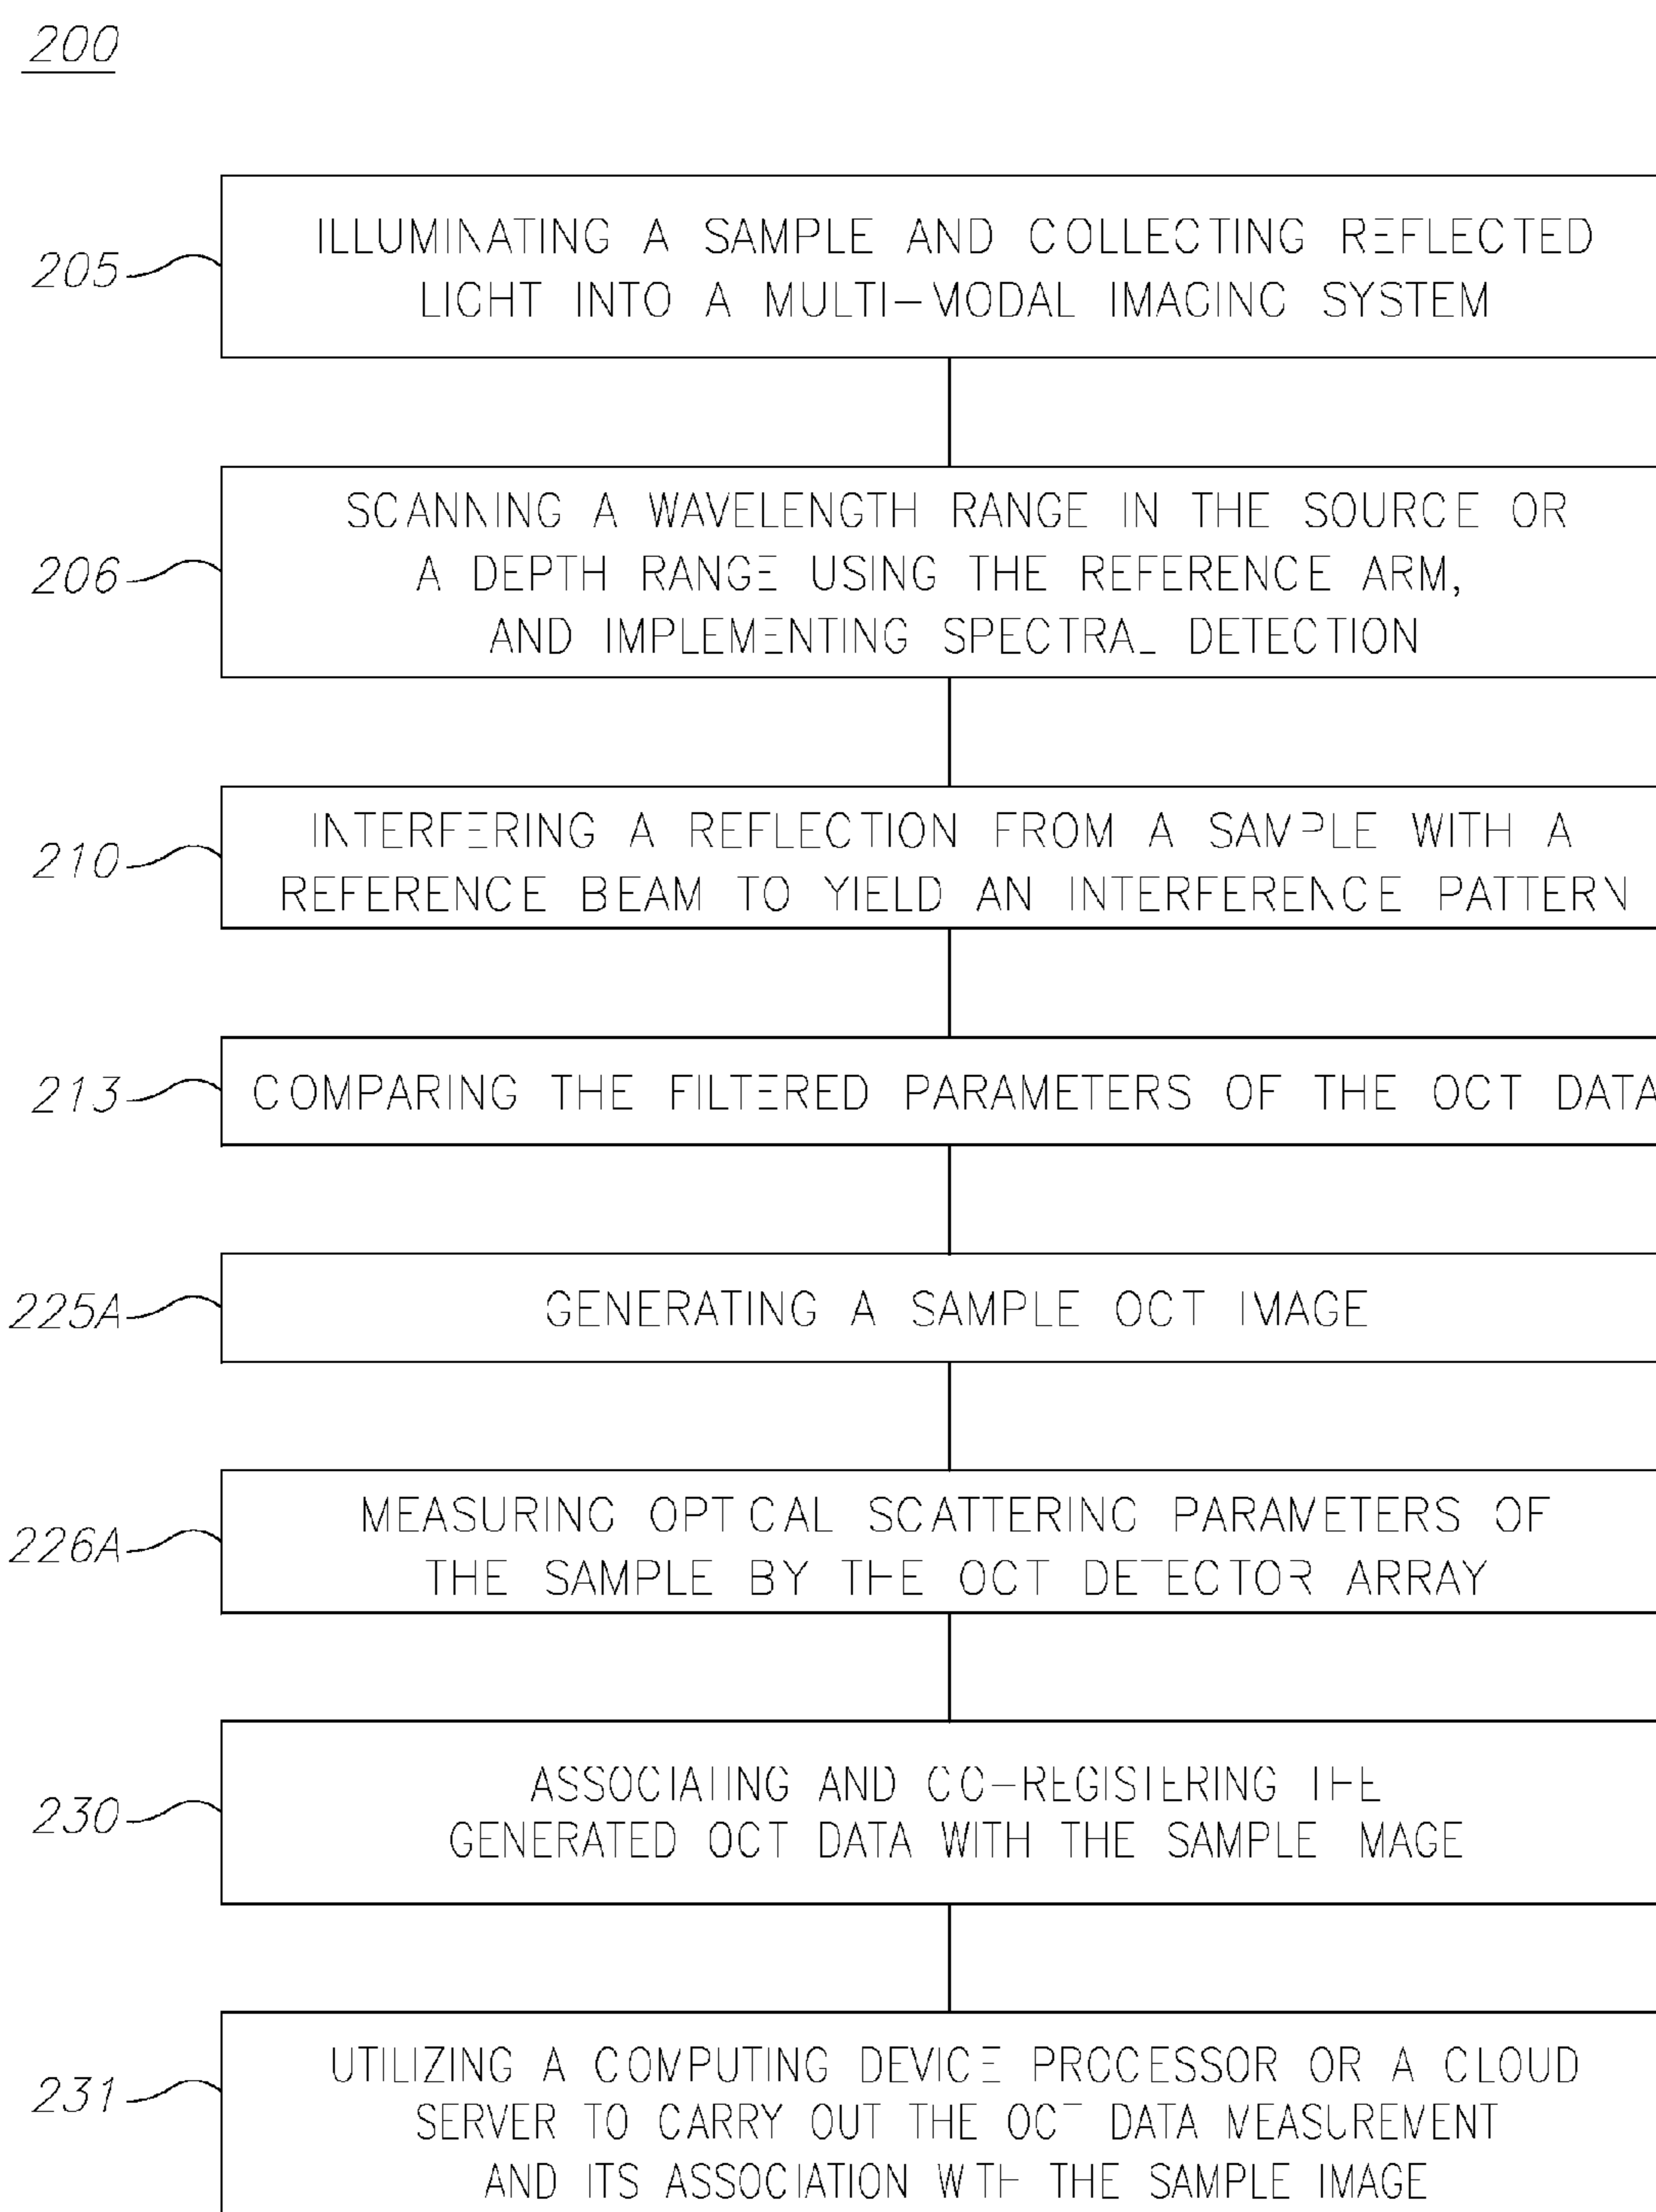 200
205
ILLUMINATING A SAMPLE AND COLLECTING REFLECTED
LIGHT INTO A MULTI-MODAL IMAGING SYSTEM
206
SCANNING A WAVELENGTH RANGE IN THE SOURCE OR
A DEPTH RANGE USING THE REFERENCE ARM,
AND IMPLEMENTING SPECTRAL DETECTION
210
INTERFERING A REFLECTION FROM A SAMPLE WITH A
REFERENCE BEAM TO YIELD AN INTERFERENCE PATTERN
213
COMPARING THE FILTERED PARAMETERS OF THE OCT DATA
225A
GENERATING A SAMPLE OCT IMAGE
226A
MEASURING OPTICAL SCATTERING PARAMETERS OF
THE SAMPLE BY THE OCT DETECTOR ARRAY
230
ASSOCIATING AND CO-REGISTERING THE
GENERATED OCT DATA WITH THE SAMPLE IMAGE
231
UTILIZING A COMPUTING DEVICE PROCESSOR OR A CLOUD
SERVER TO CARRY OUT THE OCT DATA MEASUREMENT
AND ITS ASSOCIATION WITH THE SAMPLE IMAGE